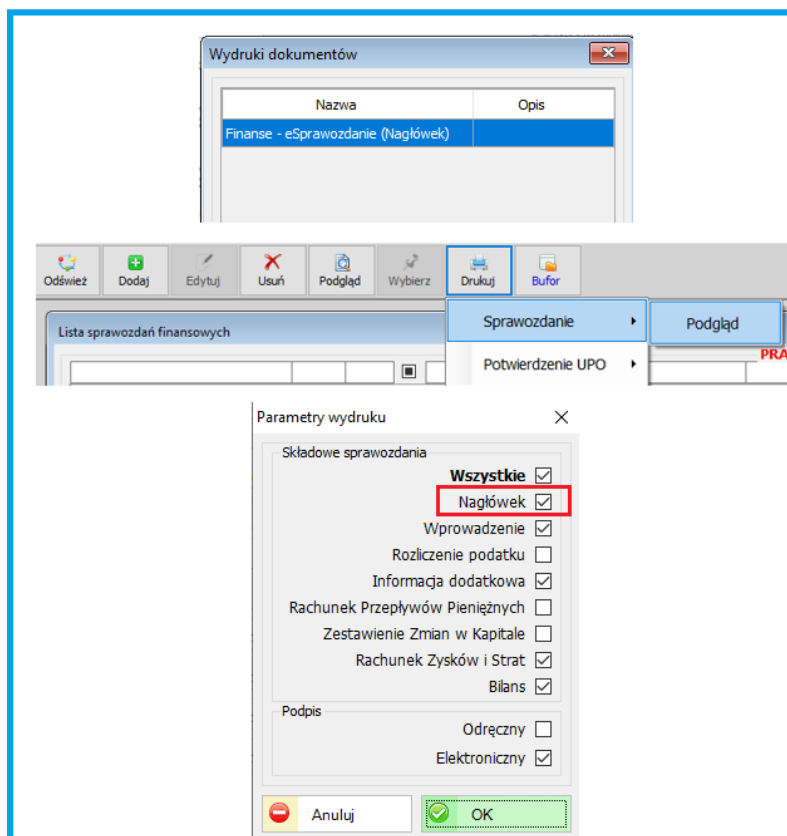 Wydruki dokumentów
Nazwa Opis
Finanse - eSprawozdanie (Nagłówek)
Odśwież Dodaj Edytuj Usuń Podgląd Wybierz Drukuj Bufor
Lista sprawozdań finansowych
Sprawozdanie Podgląd
PRA
Potwierdzenie UPO
Parametry wydruku
Składowe sprawozdania
Wszystkie
Nagłówek
Wprowadzenie
Rozliczenie podatku
Informacja dodatkowa
Rachunek Przepływów Pieniężnych
Zestawienie Zmian w Kapitale
Rachunek Zysków i Strat
Bilans
Podpis
Odręczny
Elektroniczny
Anuluj OK